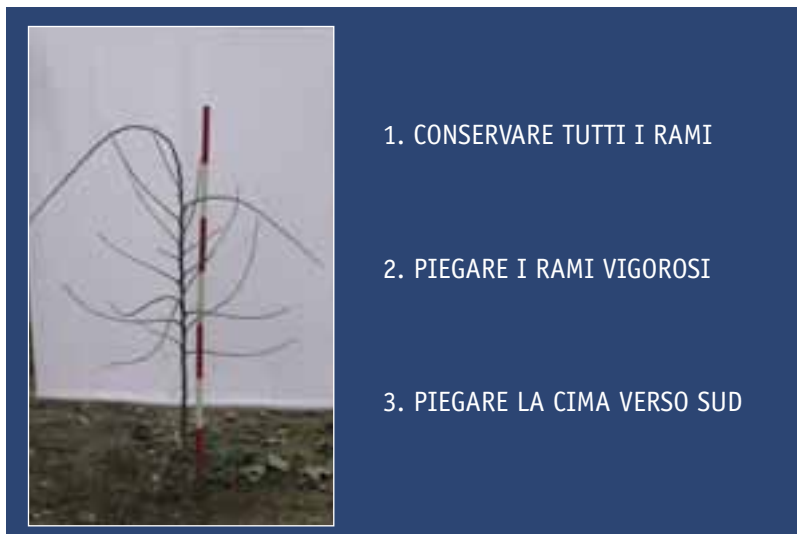 1. CONSERVARE TUTTI I RAMI
2. PIEGARE I RAMI VIGOROSI
3. PIEGARE LA CIMA VERSO SUD